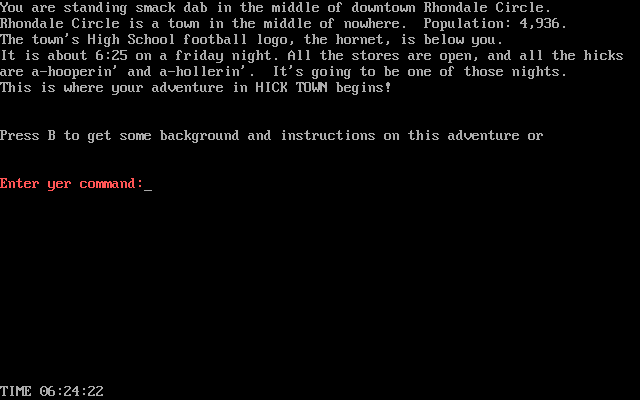 You are standing smack dab in the middle of downtown Rhondale Circle.
Rhondale Circle is a town in the middle of nowhere.  Population: 4,936.
The town's High School football logo, the hornet, is below you.
It is about 6:25 on a friday night. All the stores are open, and all the hicks
are a-hooperin' and a-hollerin'.  It's going to be one of those nights.
This is where your adventure in HICK TOWN begins!
Press B to get some background and instructions on this adventure or
Enter yer command:_
TIME 06:24:22